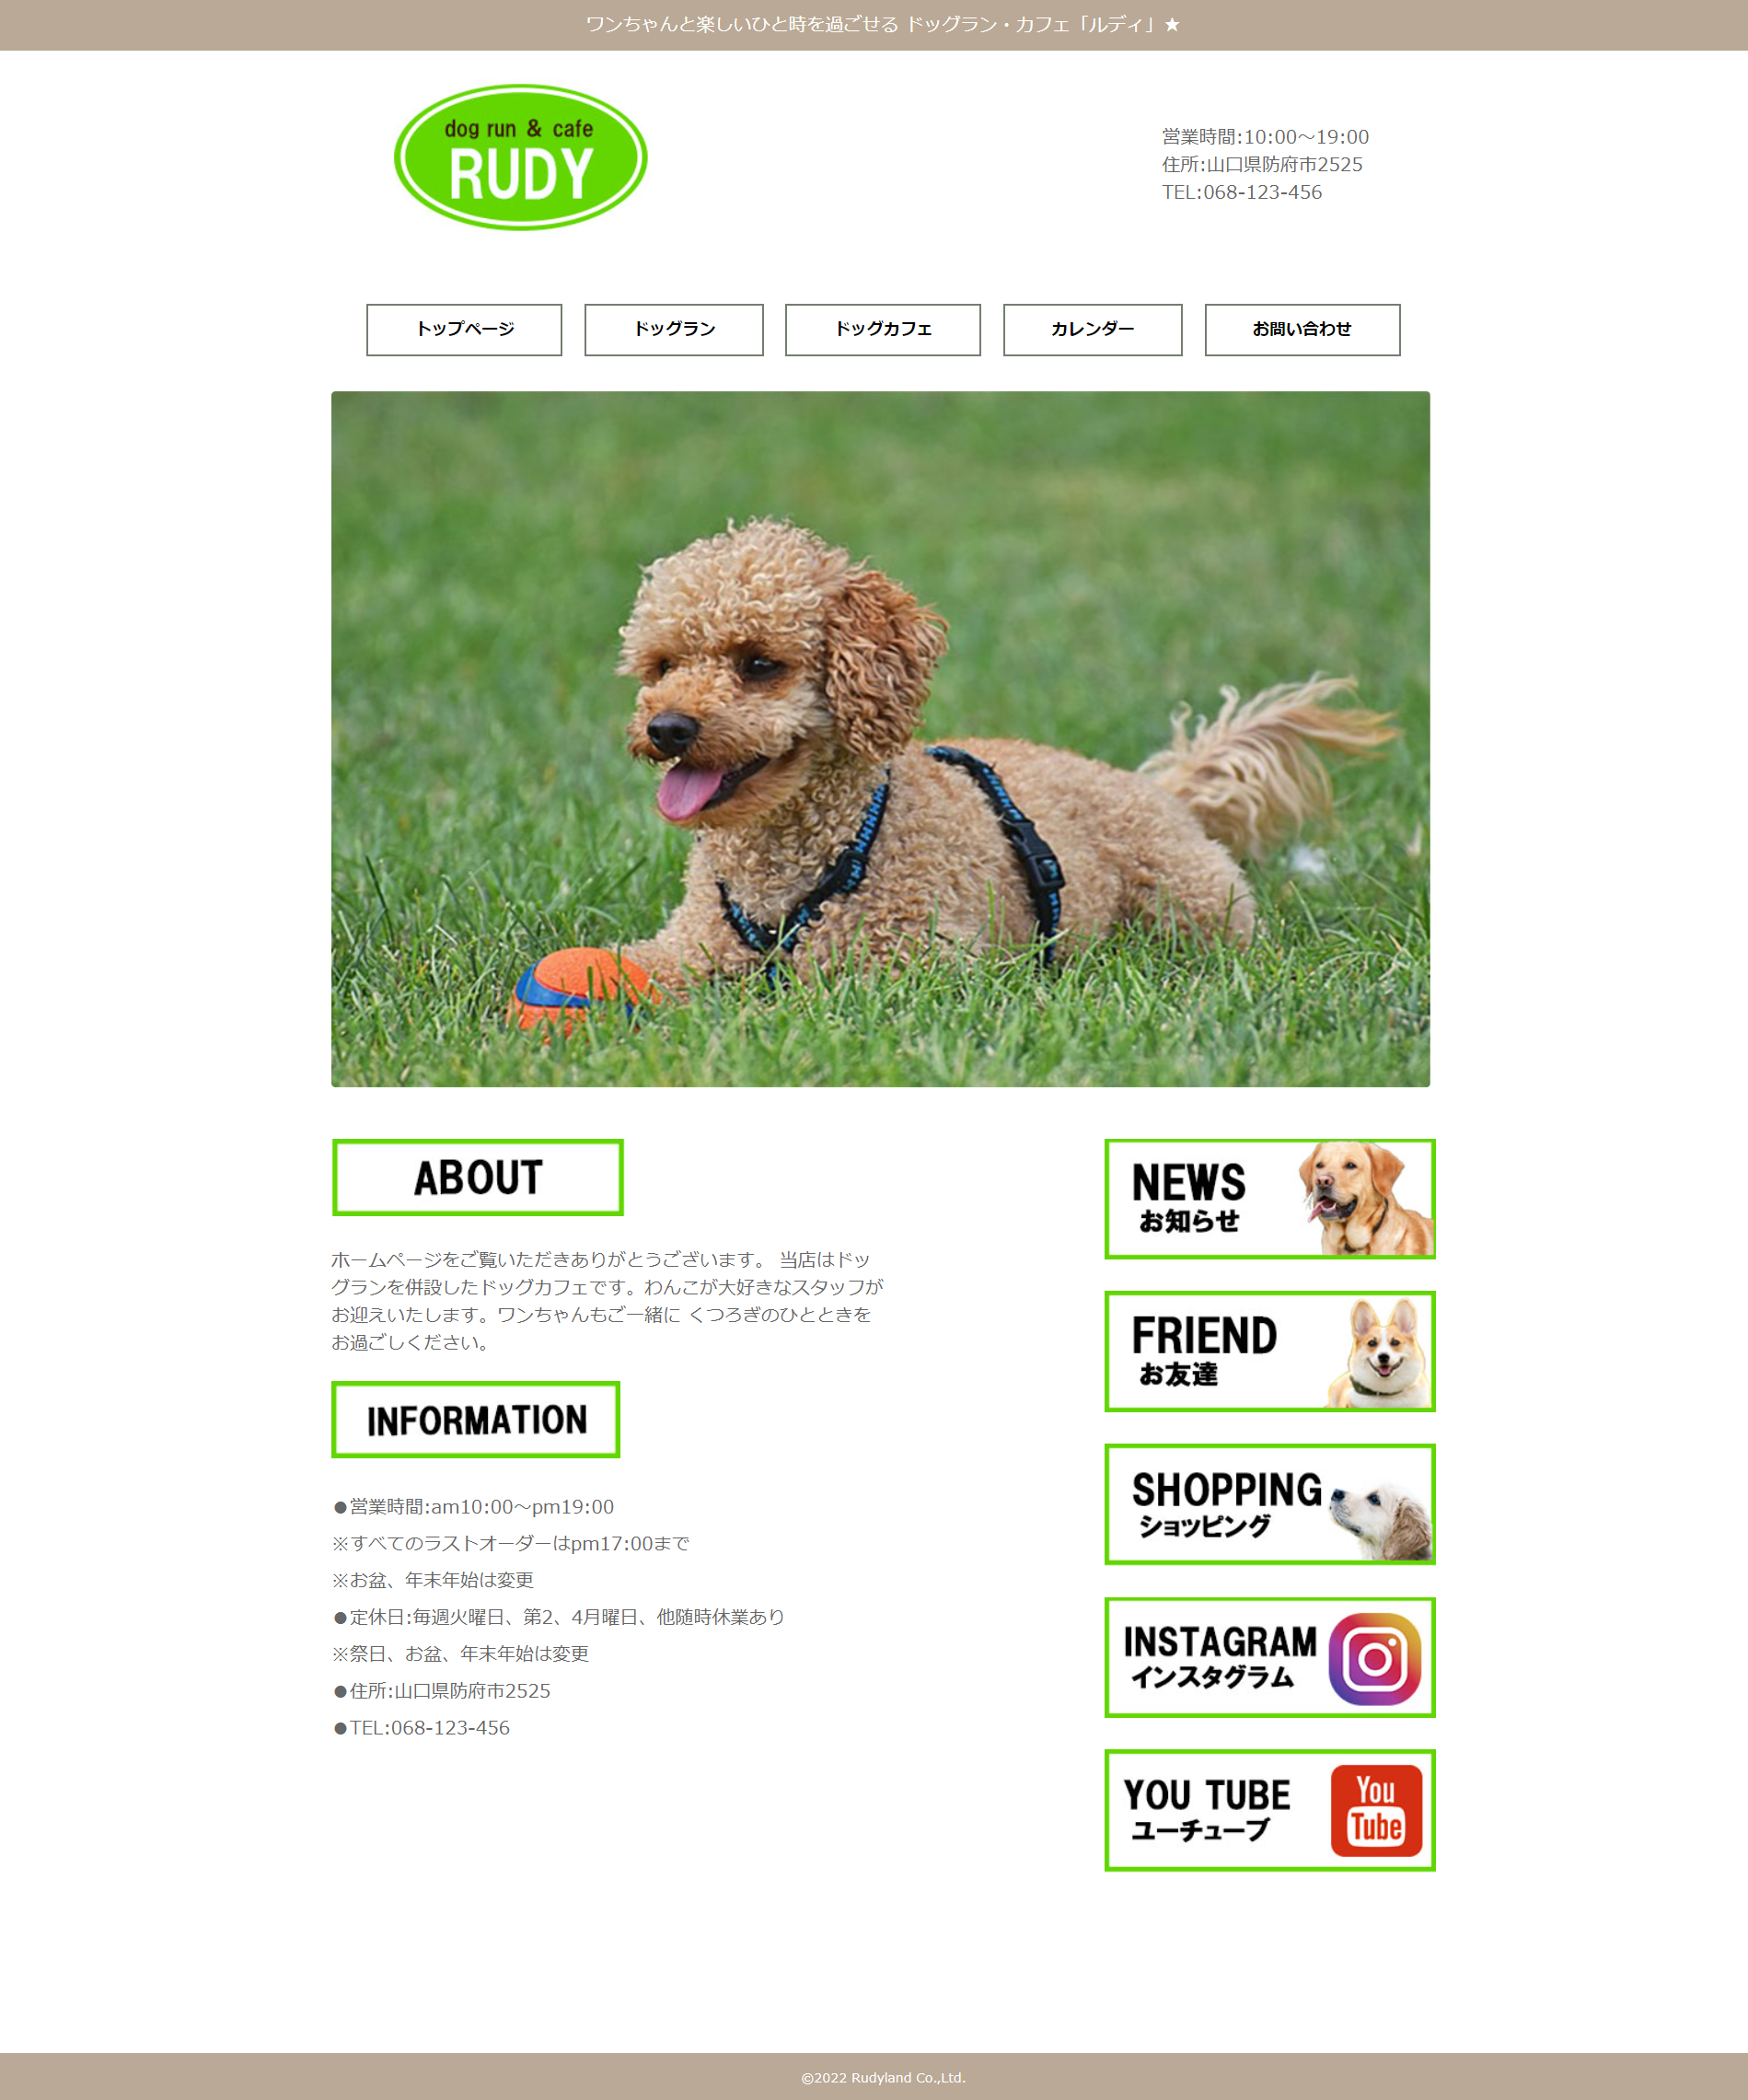 ワンちゃんと楽しいひと時を過ごせる ドッグラン・カフェ「ルディ」★
dog run & cafe
RUDY
営業時間:10:00～19:00
住所:山口県防府市2525
TEL:068-123-456
トップページ
ドッグラン
ドッグカフェ
カレンダー
お問い合わせ
ABOUT
ホームページをご覧いただきありがとうございます。 当店はドッ
グランを併設したドッグカフェです。わんこが大好きなスタッフが
お迎えいたします。ワンちゃんもご一緒に くつろぎのひとときを
お過ごしください。
INFORMATION
●営業時間:am10:00～pm19:00
※すべてのラストオーダーはpm17:00まで
※お盆、年末年始は変更
●定休日:毎週火曜日、第2、4月曜日、他随時休業あり
※祭日、お盆、年末年始は変更
●住所:山口県防府市2525
●TEL:068-123-456
NEWS
お知らせ
FRIEND
お友達
SHOPPING
ショッピング
INSTAGRAM
インスタグラム
YOU TUBE
ユーチューブ
You
Tube
©2022 Rudyland Co.,Ltd.